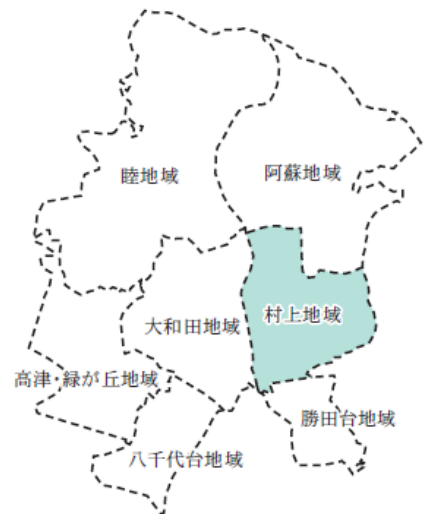 睦地域
阿蘇地域
村上地域
大和田地域
高津・緑が丘地域
勝田台地域
八千代台地域